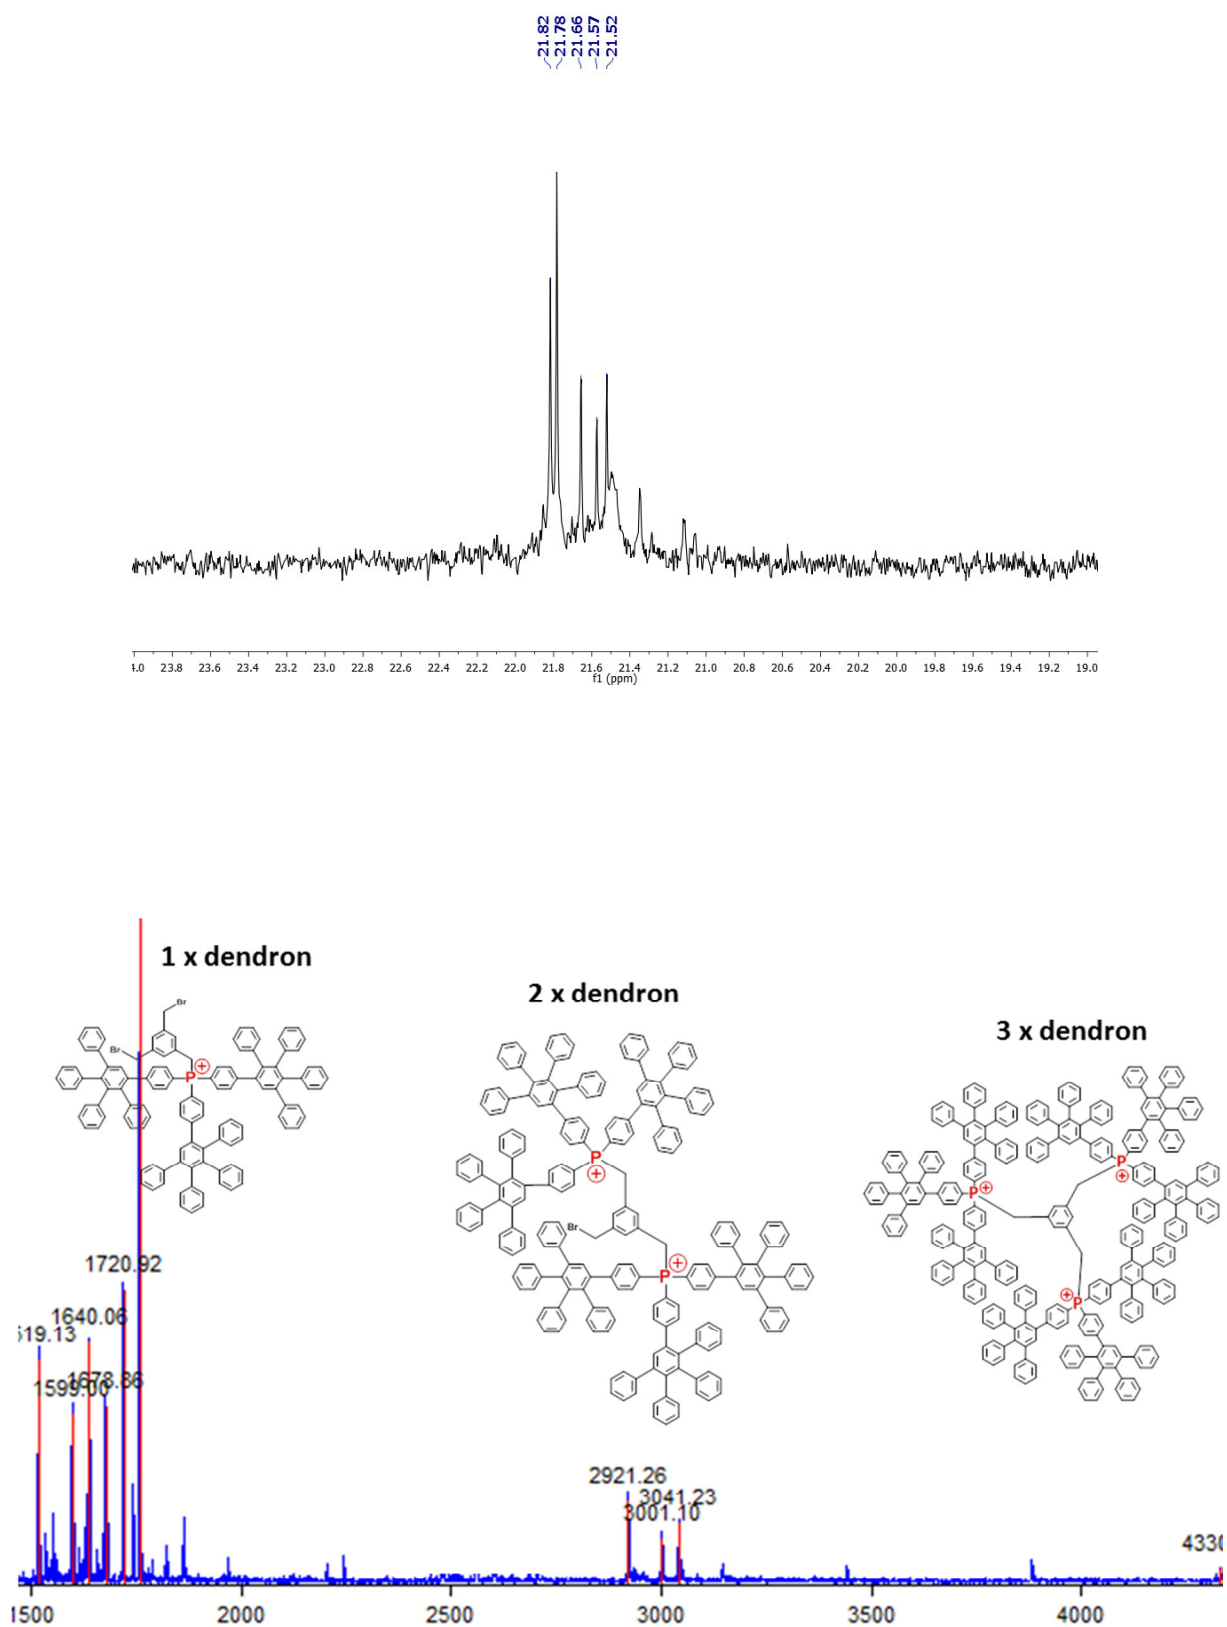 21.82
21.78
21.66
21.57
21.52
4.0 23.8 23.6 23.4 23.2 23.0 22.8 22.6 22.4 22.2 22.0 21.8 21.6 21.4 21.2 21.0 20.8 20.6 20.4 20.2 20.0 19.8 19.6 19.4 19.2 19.0
f1 (ppm)
1 x dendron
2 x dendron
3 x dendron
Br
Br
P
+
P
+
Br
P
+
P
+
P
+
P
+
1720.92
1640.06
519.13
1599.00
1678.86
2921.26
3041.23
3001.10
4330
1500 2000 2500 3000 3500 4000